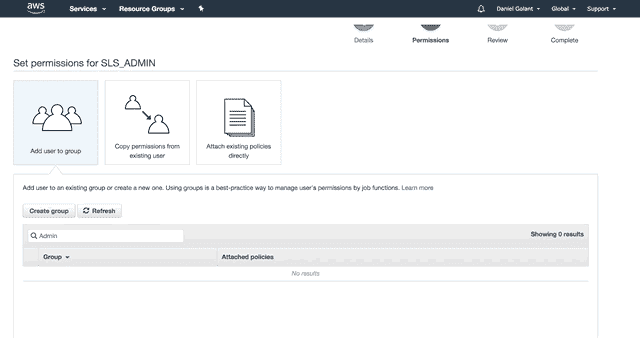 aws Services Resource Groups Daniel Galant Global Support
Details Permissions Review Complete
Set permissions for SLS_ADMIN
Add user to group
Copy permissions from
existing user
Attach existing policies
directly
Add user to an existing group or create a new one. Using groups is a best-practice way to manage user's permissions by job functions. Learn more
Create group Refresh
Admin Showing 0 results
Group Attached policies
No results